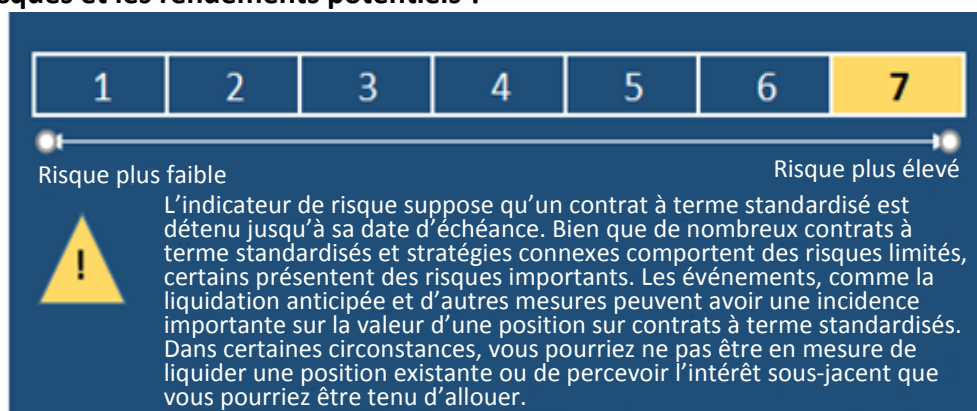 sques et les rendements potentiels ?
1 2 3 4 5 6 7
Risque plus faible Risque plus élevé
L’indicateur de risque suppose qu’un contrat à terme standardisé est
détenu jusqu’à sa date d’échéance. Bien que de nombreux contrats à
terme standardisés et stratégies connexes comportent des risques limités,
certains présentent des risques importants. Les événements, comme la
liquidation anticipée et d’autres mesures peuvent avoir une incidence
importante sur la valeur d’une position sur contrats à terme standardisés.
Dans certaines circonstances, vous pourriez ne pas être en mesure de
liquider une position existante ou de percevoir l’intérêt sous-jacent que
vous pourriez être tenu d’allouer.
!